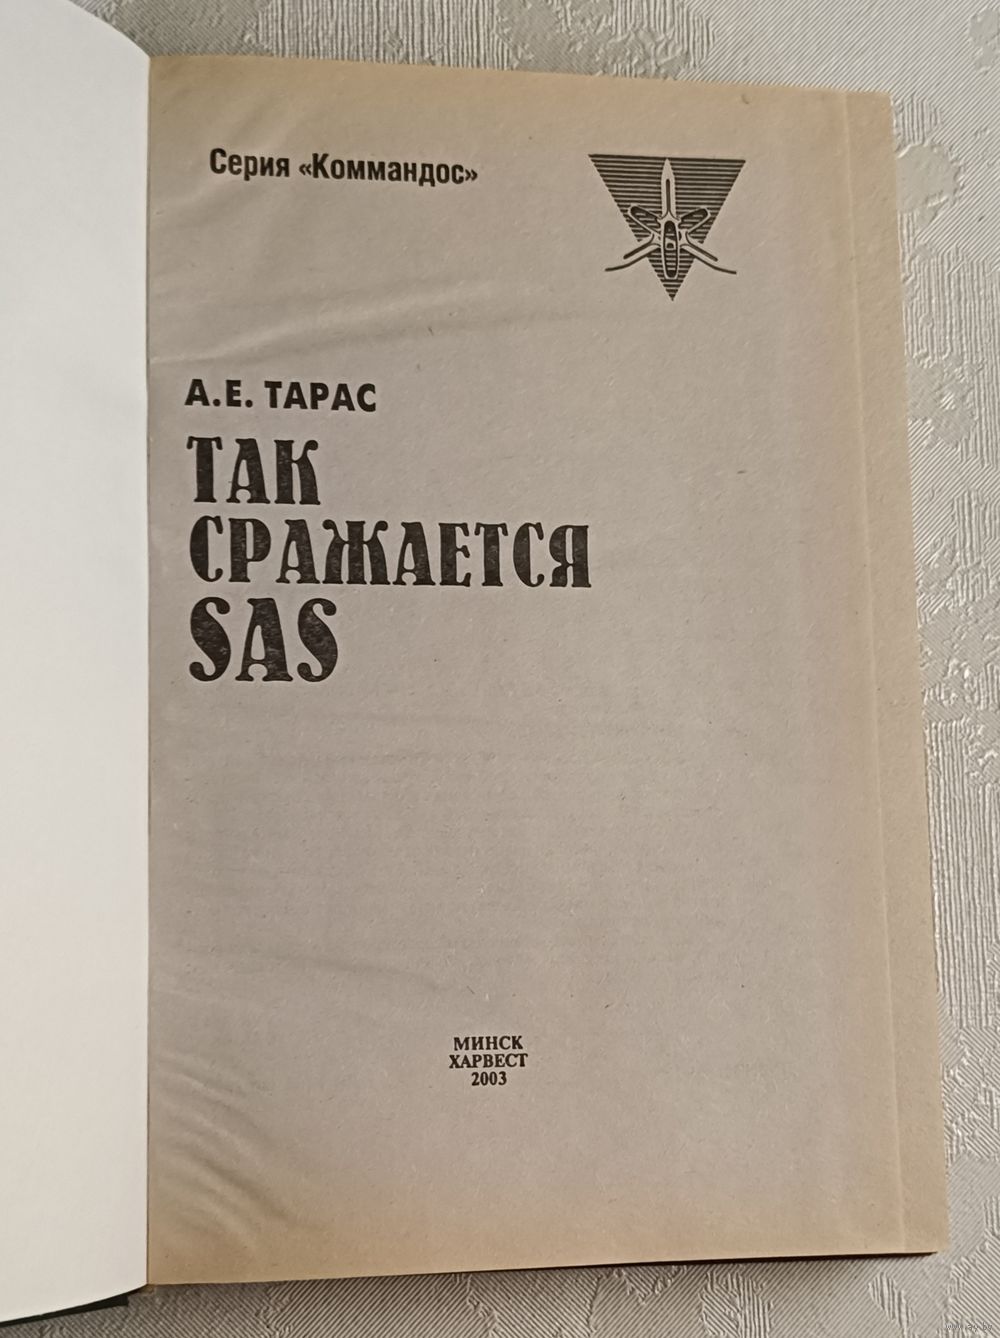 Серия «Коммандос»
А.Е. ТАРАС
ТАК
СРАЖАЕТСЯ
SAS
МИНСК
ХАРВЕСТ
2003